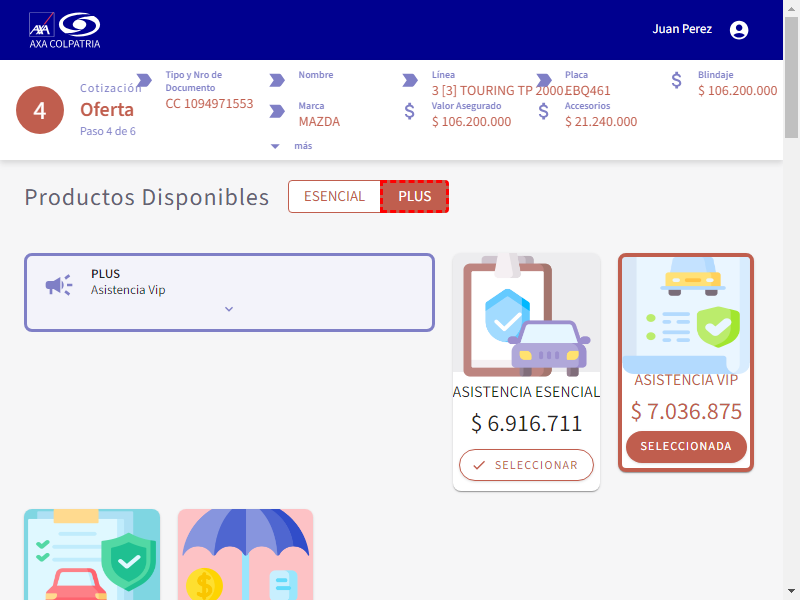 AXA
AXA COLPATRIA
Juan Perez
4
Cotización
Oferta
Paso 4 de 6
Tipo y Nro de
Documento
CC 1094971553
Nombre
Marca
MAZDA
más
Línea
3 [3] TOURING TP 2000
$ Valor Asegurado
$ 106.200.000
Placa
EBQ461
$ Accesorios
$ 21.240.000
$ Blindaje
$ 106.200.000
Productos Disponibles
ESENCIAL
PLUS
PLUS
Asistencia Vip
ASISTENCIA ESENCIAL
$ 6.916.711
SELECCIONAR
ASISTENCIA VIP
$ 7.036.875
SELECCIONADA
$